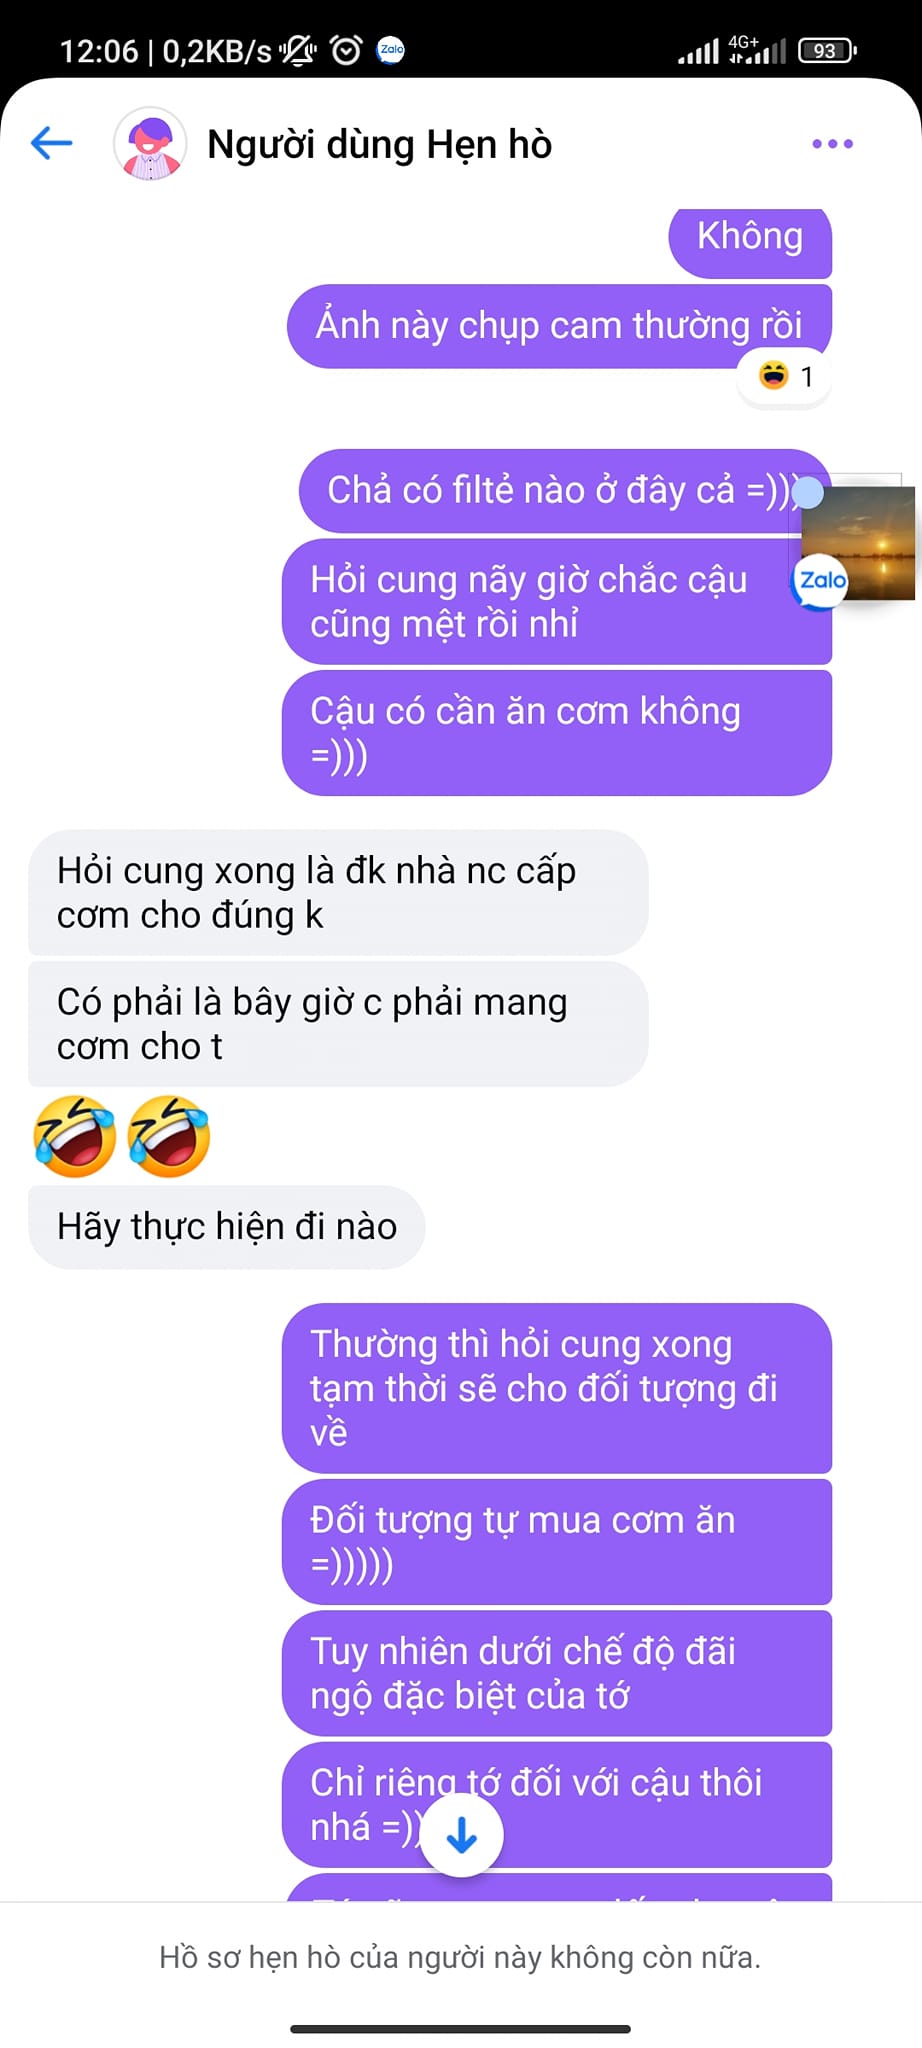 12:06 | 0,2KB/s
Zalo
4G+
93
Người dùng Hẹn hò
Không
Ảnh này chụp cam thường rồi
1
Chả có filtẻ nào ở đây cả =)))
Hỏi cung nãy giờ chắc cậu
cũng mệt rồi nhỉ
Zalo
Cậu có cần ăn cơm không
=)))
Hỏi cung xong là đk nhà nc cấp
cơm cho đúng k
Có phải là bây giờ c phải mang
cơm cho t
🤣🤣
Hãy thực hiện đi nào
Thường thì hỏi cung xong
tạm thời sẽ cho đối tượng đi
về
Đối tượng tự mua cơm ăn
=)))))
Tuy nhiên dưới chế độ đãi
ngộ đặc biệt của tớ
Chỉ riêng tớ đối với cậu thôi
nhá =))
Hồ sơ hẹn hò của người này không còn nữa.